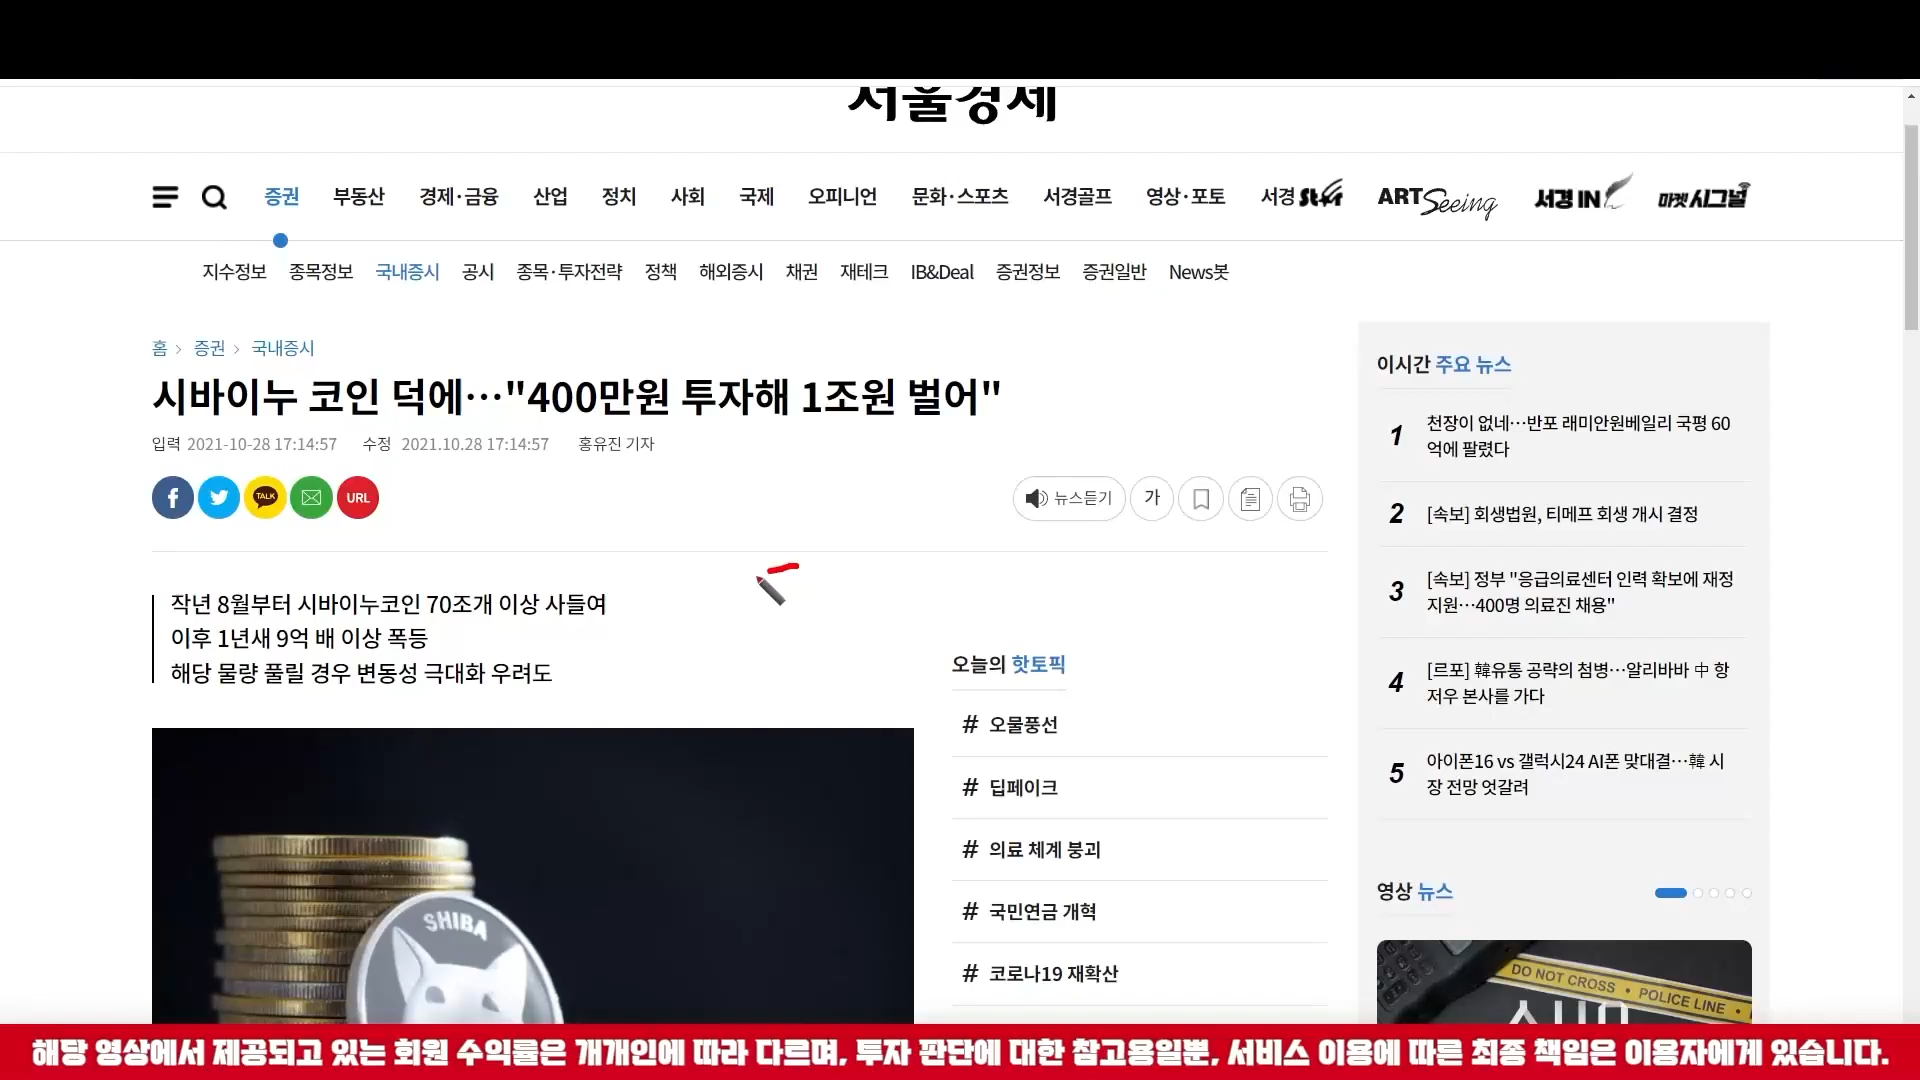 서울경제
증권 부동산 경제·금융 산업 정치 사회 국제 오피니언 문화·스포츠 서경골프 영상·포토 서경 Star ART Seeing 서경 IN 마켓시그널
지수정보 종목정보 국내증시 공시 종목·투자전략 정책 해외증시 채권 재테크 IB&Deal 증권정보 증권일반 News봇
홈 > 증권 > 국내증시
시바이누 코인 덕에…"400만원 투자해 1조원 벌어"
입력 2021-10-28 17:14:57 수정 2021.10.28 17:14:57 홍유진 기자
TALK URL
뉴스듣기 가
작년 8월부터 시바이누코인 70조개 이상 사들여
이후 1년새 9억 배 이상 폭등
해당 물량 풀릴 경우 변동성 극대화 우려도
SHIBA
오늘의 핫토픽
# 오물풍선
# 딥페이크
# 의료 체계 붕괴
# 국민연금 개혁
# 코로나19 재확산
이시간 주요 뉴스
1 천장이 없네…반포 래미안원베일리 국평 60
억에 팔렸다
2 [속보] 회생법원, 티메프 회생 개시 결정
3 [속보] 정부 "응급의료센터 인력 확보에 재정
지원…400명 의료진 채용"
4 [르포] 韓유통 공략의 첨병…알리바바 中 항
저우 본사를 가다
5 아이폰16 vs 갤럭시24 AI폰 맞대결…韓 시
장 전망 엇갈려
영상 뉴스
DO NOT CROSS • POLICE LINE •
해당 영상에서 제공되고 있는 회원 수익률은 개개인에 따라 다르며, 투자 판단에 대한 참고용일뿐, 서비스 이용에 따른 최종 책임은 이용자에게 있습니다.